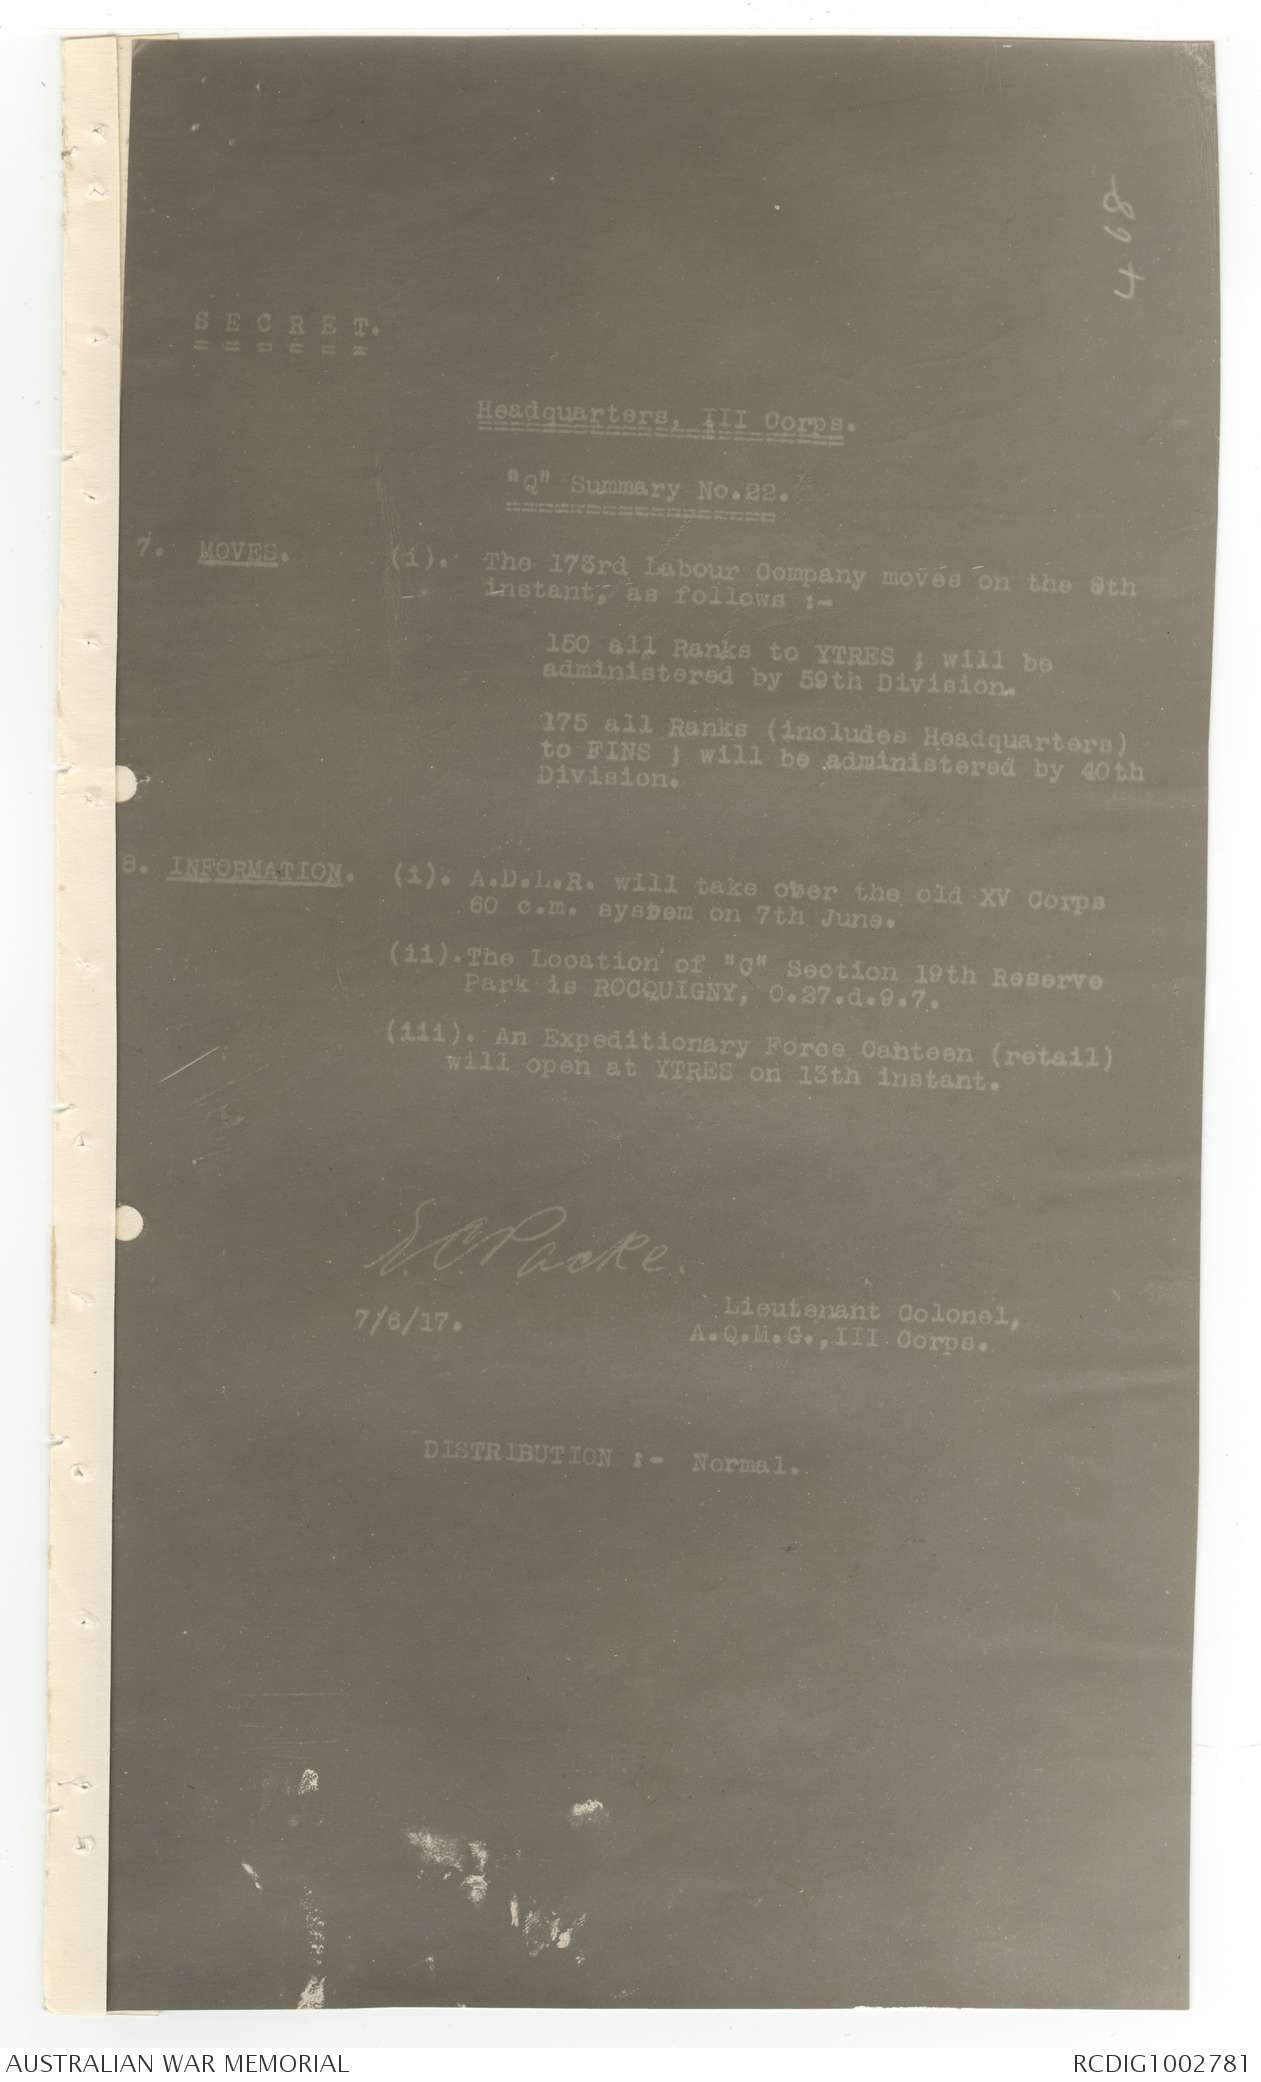 498
S E C R E T.
Headquarters, III Corps.
"Q" Summary No.22.
7. MOVES. (i). The 173rd Labour Company moves on the 8th
instant, as follows :-
150 all Ranks to YTRES ; will be
administered by 59th Division.
175 all Ranks (includes Headquarters)
to FINS ; will be administered by 40th
Division.
8. INFORMATION. (i). A.D.L.R. will take over the old XV Corps
60 c.m. system on 7th June.
(ii).The Location of "C" Section 19th Reserve
Park is ROCQUIGNY, O.27.d.9.7.
(iii). An Expeditionary Force Canteen (retail)
will open at YTRES on 13th instant.
E.C.Packe.
7/6/17.
Lieutenant Colonel,
A.Q.M.G.,III Corps.
DISTRIBUTION :- Normal.
AUSTRALIAN WAR MEMORIAL
RCDIG1002781